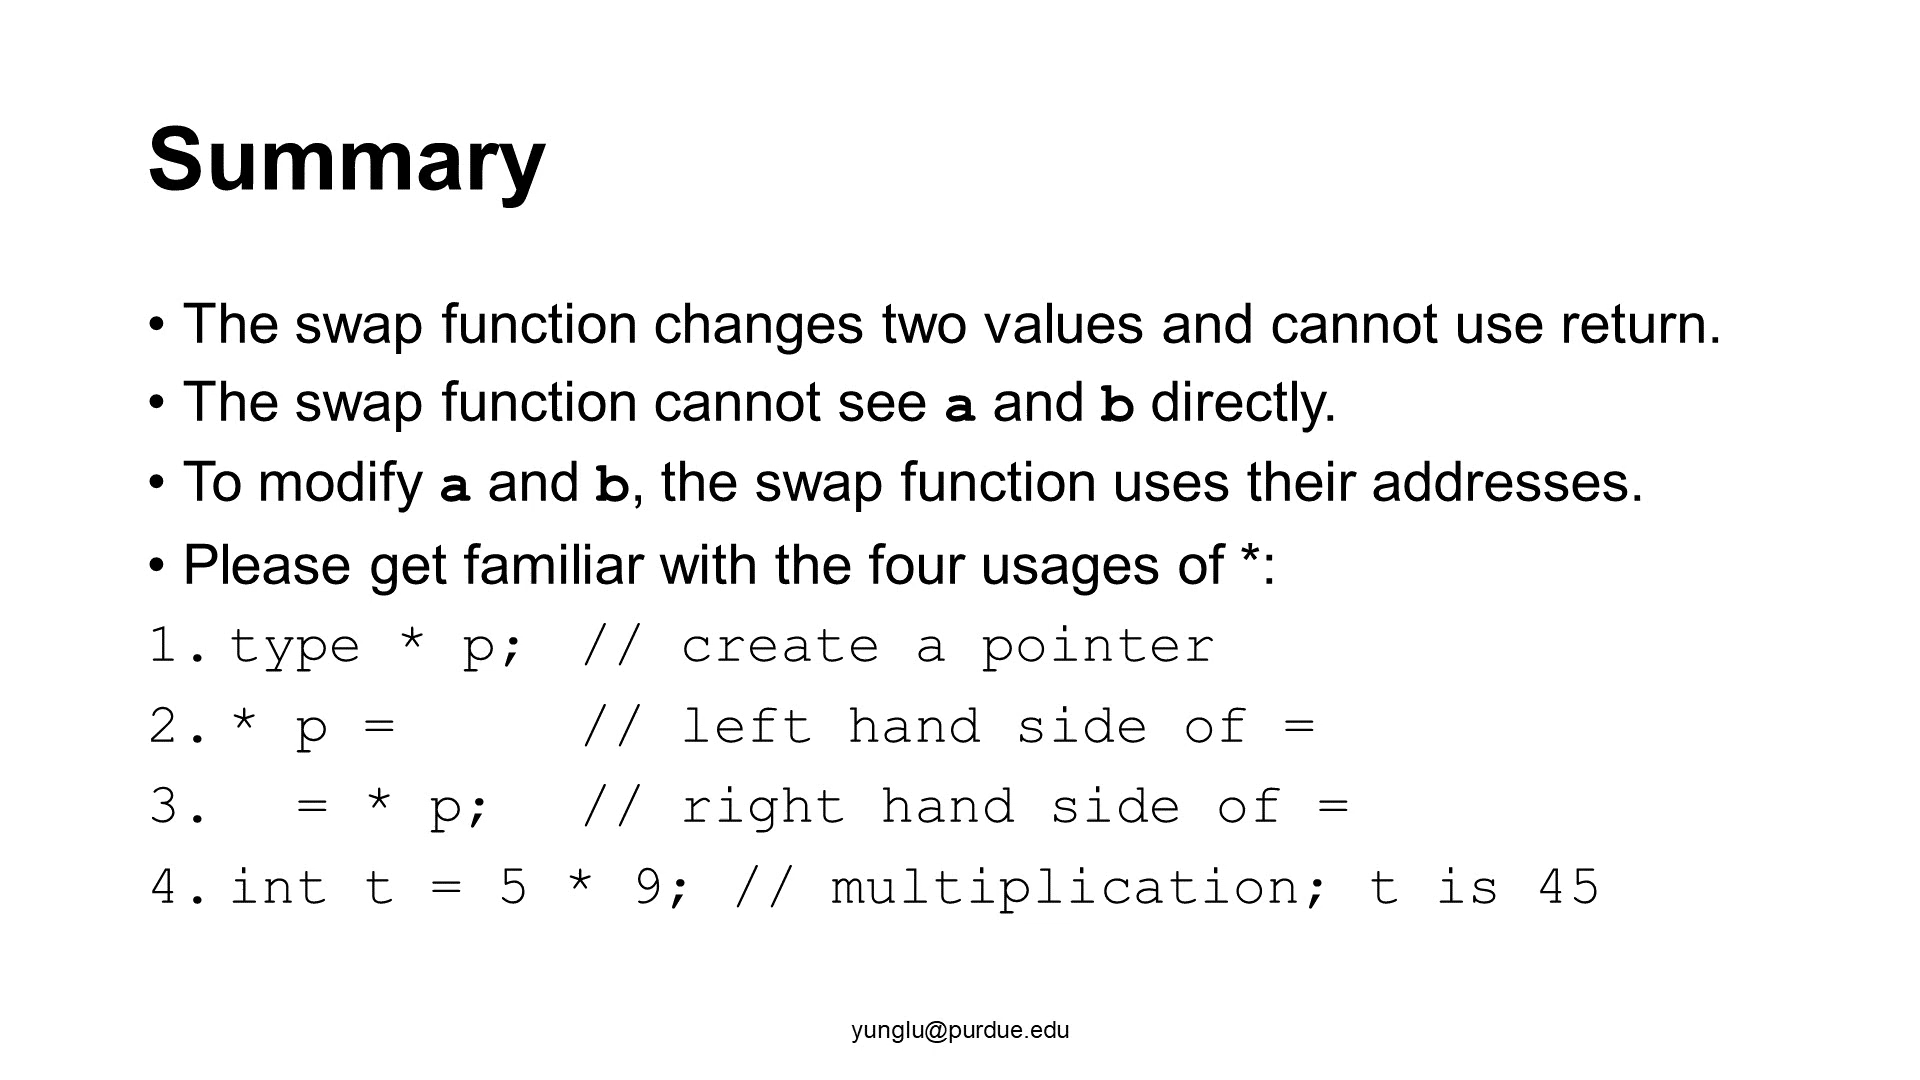 Summary
• The swap function changes two values and cannot use return.
• The swap function cannot see a and b directly.
• To modify a and b, the swap function uses their addresses.
• Please get familiar with the four usages of *:
1. type * p;  // create a pointer
2. * p =      // left hand side of =
3.   = * p;   // right hand side of =
4. int t = 5 * 9; // multiplication; t is 45
yunglu@purdue.edu